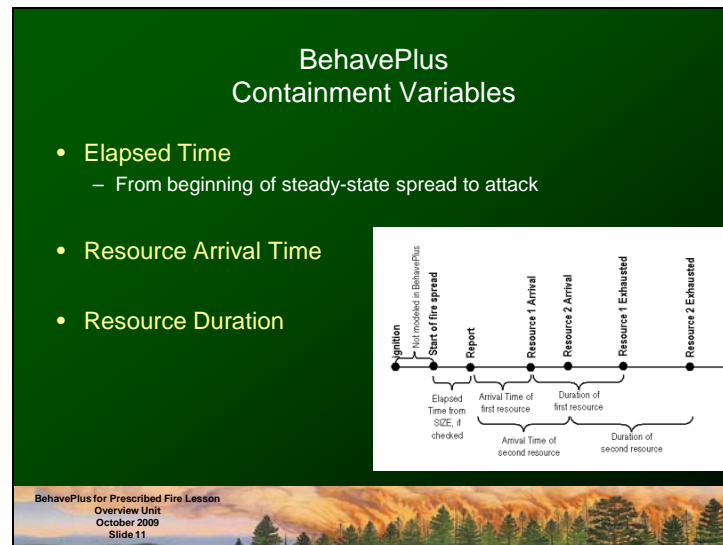 BehavePlus
Containment Variables
• Elapsed Time
– From beginning of steady-state spread to attack
• Resource Arrival Time
• Resource Duration
Ignition
Not modeled in BehavePlus
Start of fire spread
Report
Resource 1 Arrival
Resource 2 Arrival
Resource 1 Exhausted
Resource 2 Exhausted
Elapsed
Time from
SIZE, if
checked
Arrival Time of
first resource
Duration of
first resource
Arrival Time of
second resource
Duration of
second resource
BehavePlus for Prescribed Fire Lesson
Overview Unit
October 2009
Slide 11